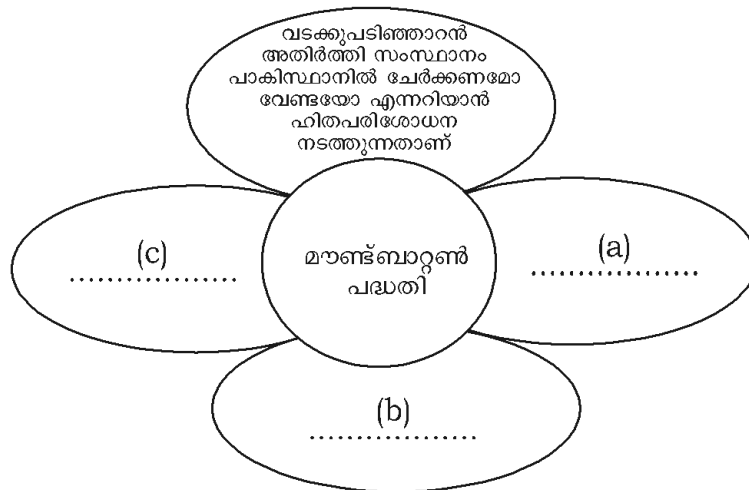 വടക്കുപടിഞ്ഞാറൻ
അതിർത്തി സംസ്ഥാനം
പാകിസ്ഥാനിൽ ചേർക്കണമോ
വേണ്ടയോ എന്നറിയാൻ
ഹിതപരിശോധന
നടത്തുന്നതാണ്
(c)
....................
മൗണ്ട്ബാറ്റൺ
പദ്ധതി
(a)
....................
(b)
....................